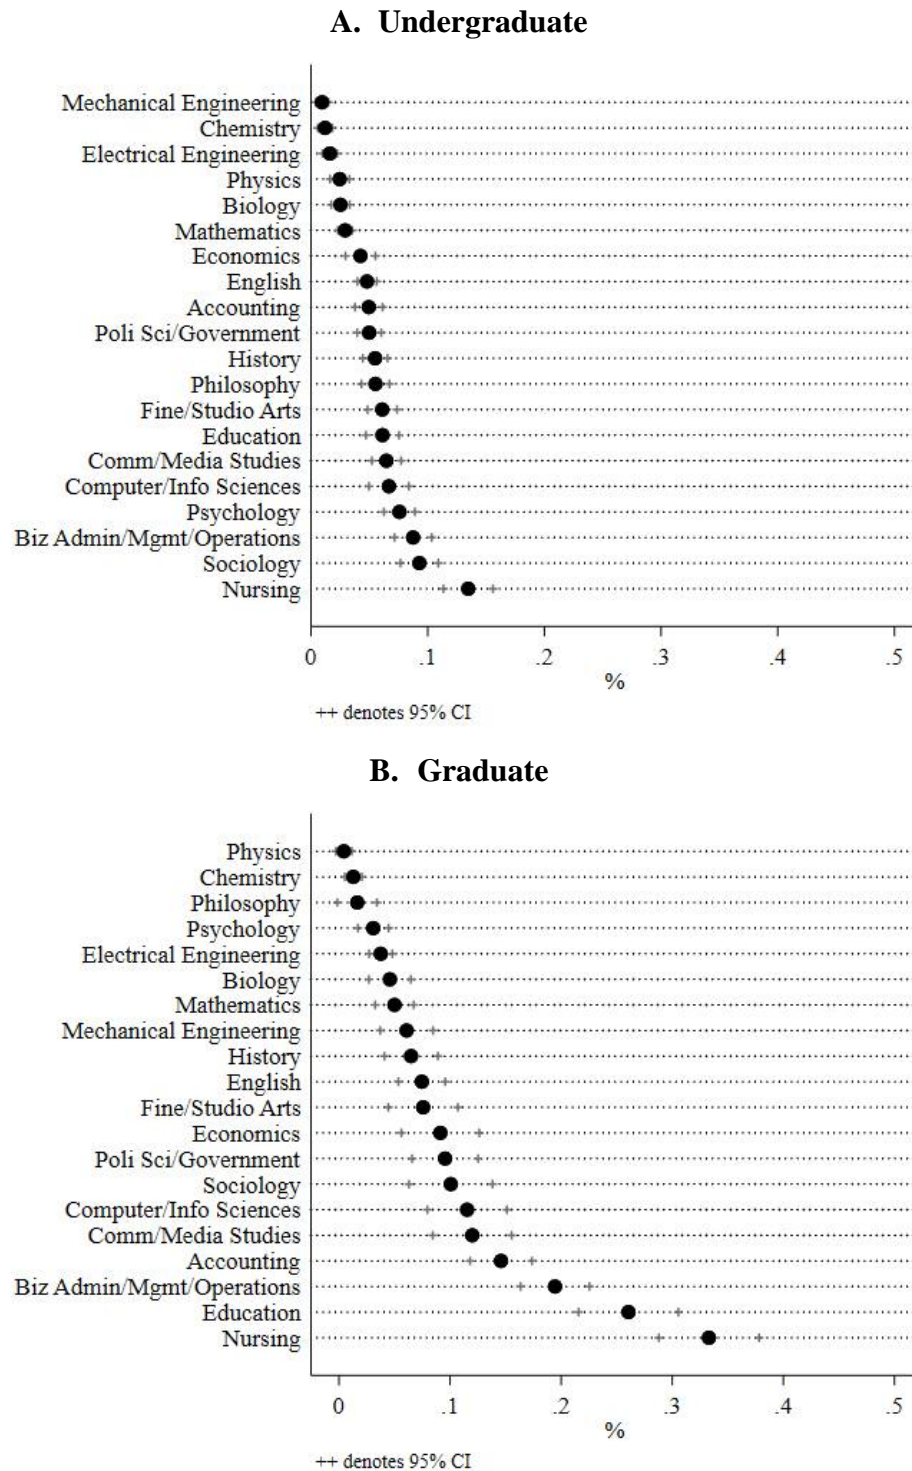 A. Undergraduate
Mechanical Engineering
Chemistry
Electrical Engineering
Physics
Biology
Mathematics
Economics
English
Accounting
Poli Sci/Government
History
Philosophy
Fine/Studio Arts
Education
Comm/Media Studies
Computer/Info Sciences
Psychology
Biz Admin/Mgmt/Operations
Sociology
Nursing
0 .1 .2 .3 .4 .5
%
++ denotes 95% CI
B. Graduate
Physics
Chemistry
Philosophy
Psychology
Electrical Engineering
Biology
Mathematics
Mechanical Engineering
History
English
Fine/Studio Arts
Economics
Poli Sci/Government
Sociology
Computer/Info Sciences
Comm/Media Studies
Accounting
Biz Admin/Mgmt/Operations
Education
Nursing
0 .1 .2 .3 .4 .5
%
++ denotes 95% CI